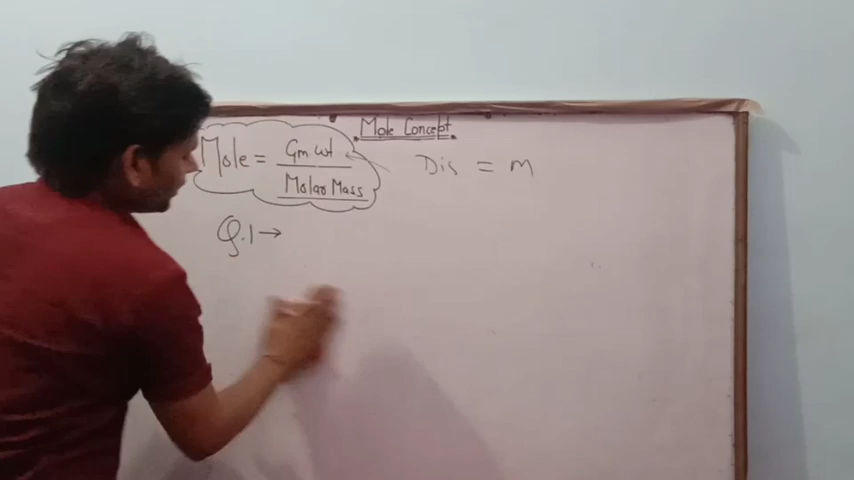 Mole Concept
Mole = Gm wt
Molar Mass
Dis = m
Q.1 →